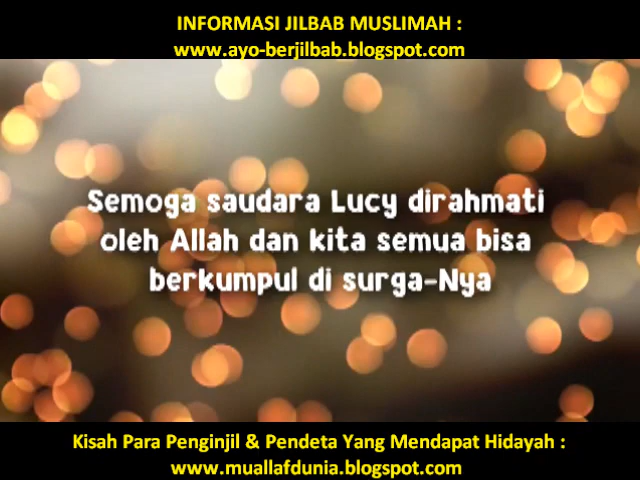 INFORMASI JILBAB MUSLIMAH :
www.ayo-berjilbab.blogspot.com
Semoga saudara Lucy dirahmati
oleh Allah dan kita semua bisa
berkumpul di surga-Nya
Kisah Para Penginjil & Pendeta Yang Mendapat Hidayah :
www.muallafdunia.blogspot.com